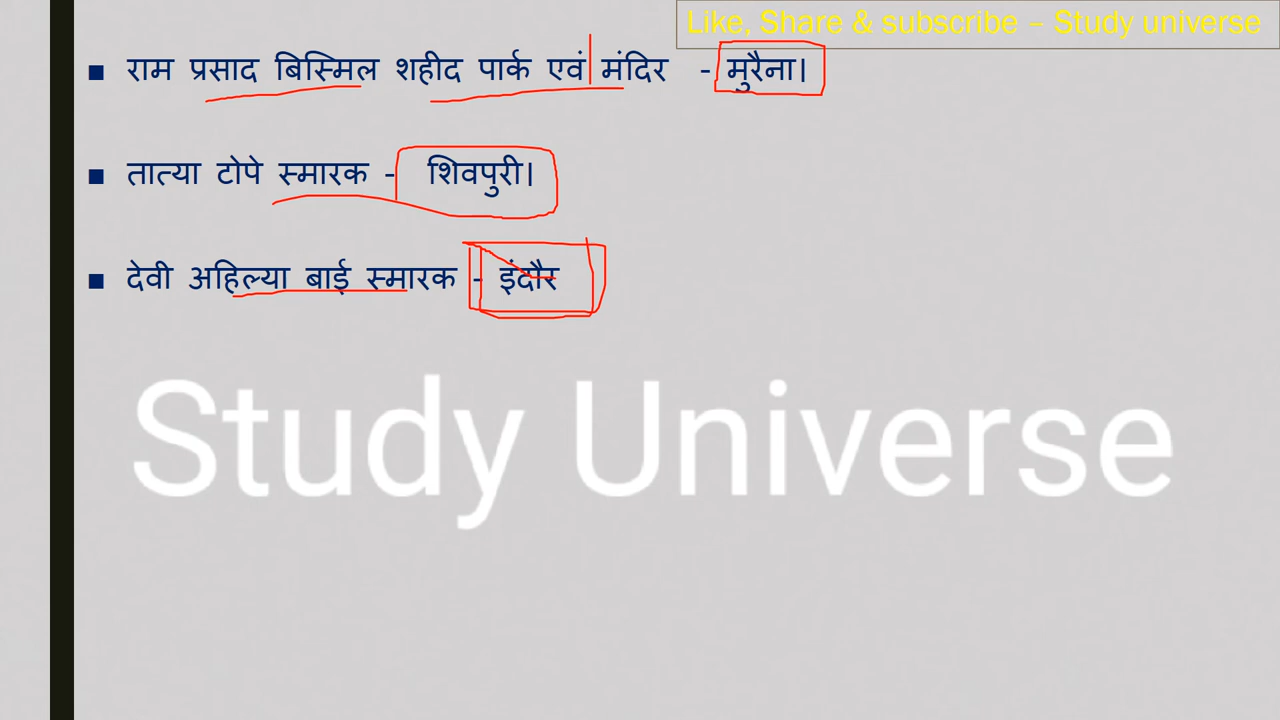 Like, Share & subscribe – Study universe
▪ राम प्रसाद बिस्मिल शहीद पार्क एवं मंदिर - मुरैना।
▪ तात्या टोपे स्मारक - शिवपुरी।
▪ देवी अहिल्या बाई स्मारक - इंदौर
Study Universe